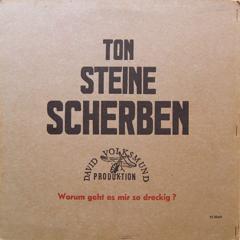 TON
STEINE
SCHERBEN
DAVID VOLKSMUND
PRODUKTION
Warum geht es mir so dreckig?